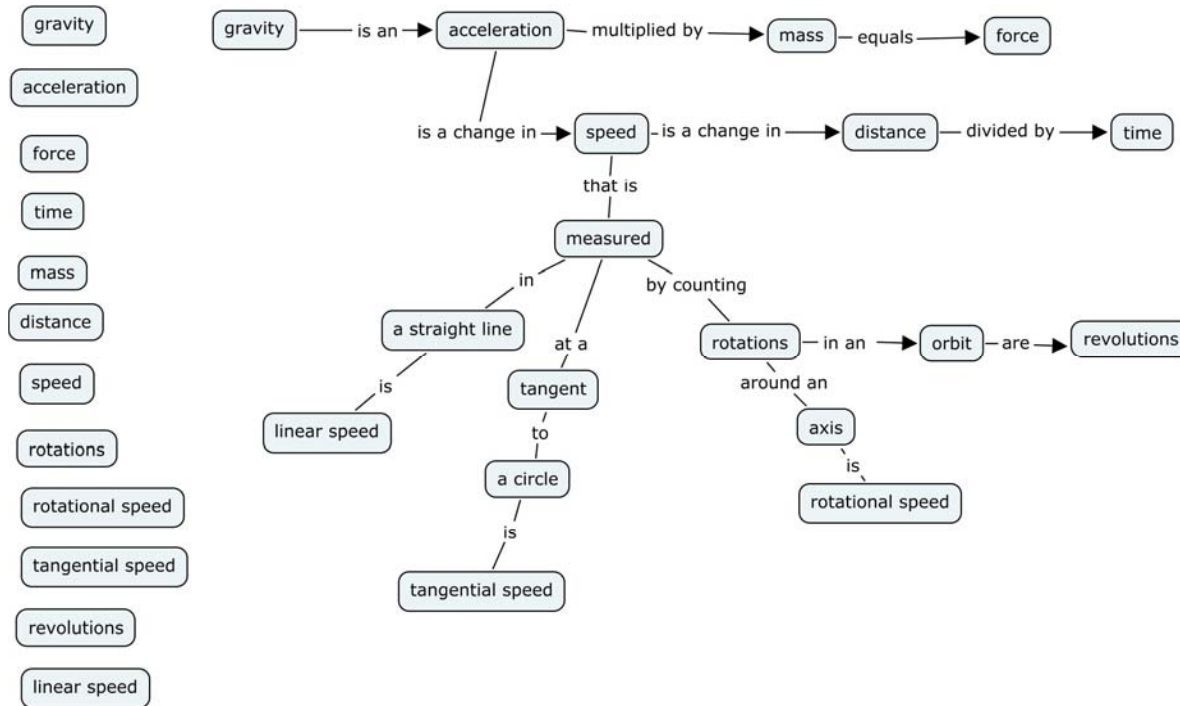 gravity
acceleration
force
time
mass
distance
speed
rotations
rotational speed
tangential speed
revolutions
linear speed
gravity is an acceleration multiplied by mass equals force
is a change in speed is a change in distance divided by time
that is
measured
in
by counting
a straight line
at a
rotations in an orbit are revolutions
is
tangent
around an
linear speed
to
axis
a circle
is
rotational speed
is
tangential speed